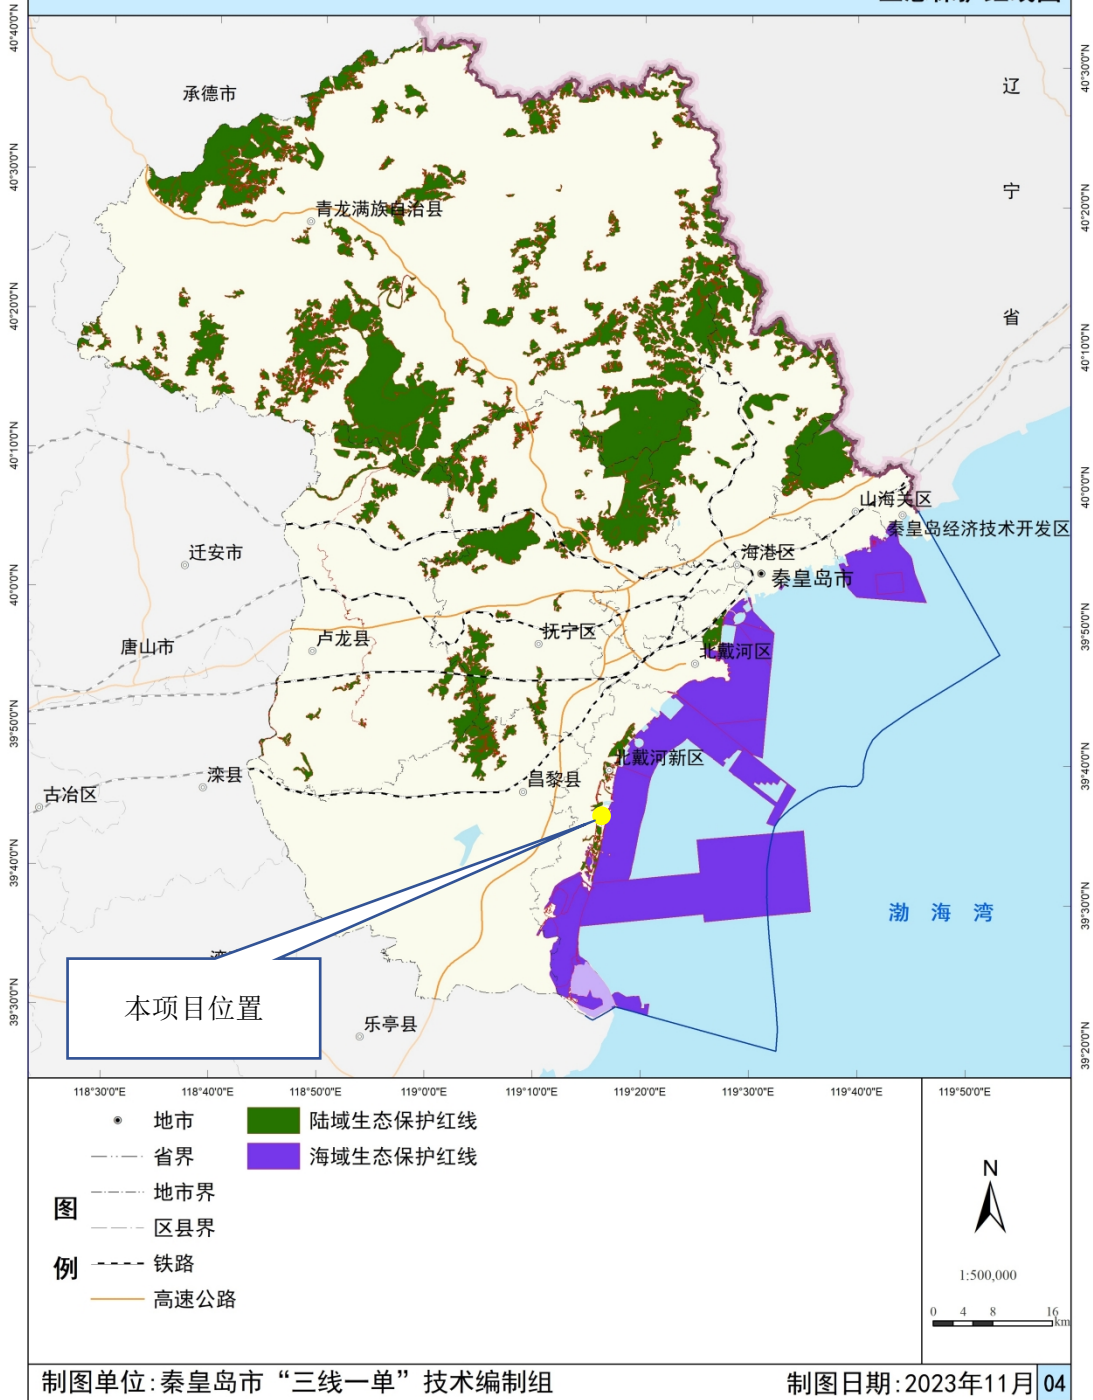 40°40'0"N
40°30'0"N
40°20'0"N
40°10'0"N
40°0'0"N
39°50'0"N
39°40'0"N
39°30'0"N
40°30'0"N
40°20'0"N
40°10'0"N
40°0'0"N
39°50'0"N
39°40'0"N
39°30'0"N
39°20'0"N
承德市
辽
宁
省
青龙满族自治县
山海关区
秦皇岛经济技术开发区
迁安市
海港区
秦皇岛市
唐山市
卢龙县
抚宁区
北戴河区
滦县
古冶区
昌黎县
北戴河新区
渤海湾
本项目位置
乐亭县
118°30'0"E
118°40'0"E
118°50'0"E
119°0'0"E
119°10'0"E
119°20'0"E
119°30'0"E
119°40'0"E
119°50'0"E
图例
地市
省界
地市界
区县界
铁路
高速公路
陆域生态保护红线
海域生态保护红线
N
1:500,000
0 4 8 16
km
制图单位:秦皇岛市“三线一单”技术编制组
制图日期:2023年11月 04